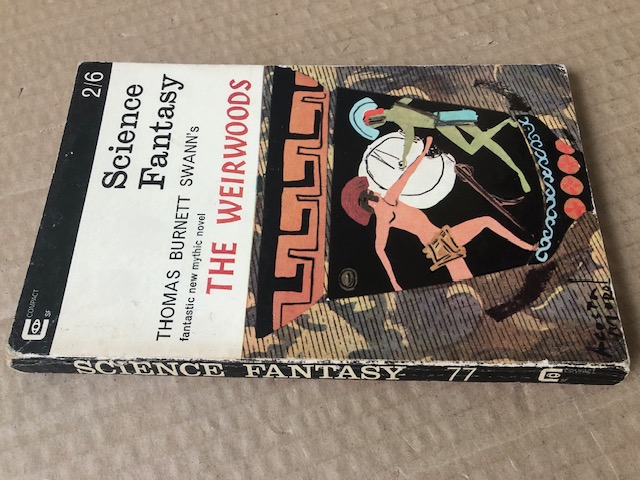 2/6
Science
Fantasy
THOMAS BURNETT SWANN's
fantastic new mythic novel
THE WEIRWOODS
COMPACT
SF
SCIENCE FANTASY 77